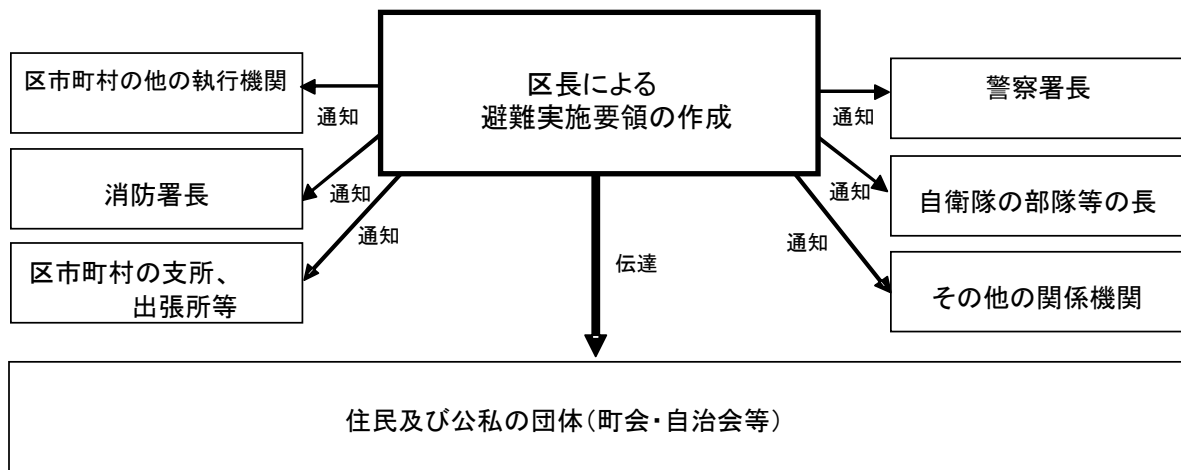 区市町村の他の執行機関
通知
消防署長
通知
区市町村の支所、
出張所等
通知
区長による
避難実施要領の作成
伝達
警察署長
通知
自衛隊の部隊等の長
通知
その他の関係機関
通知
住民及び公私の団体(町会・自治会等)